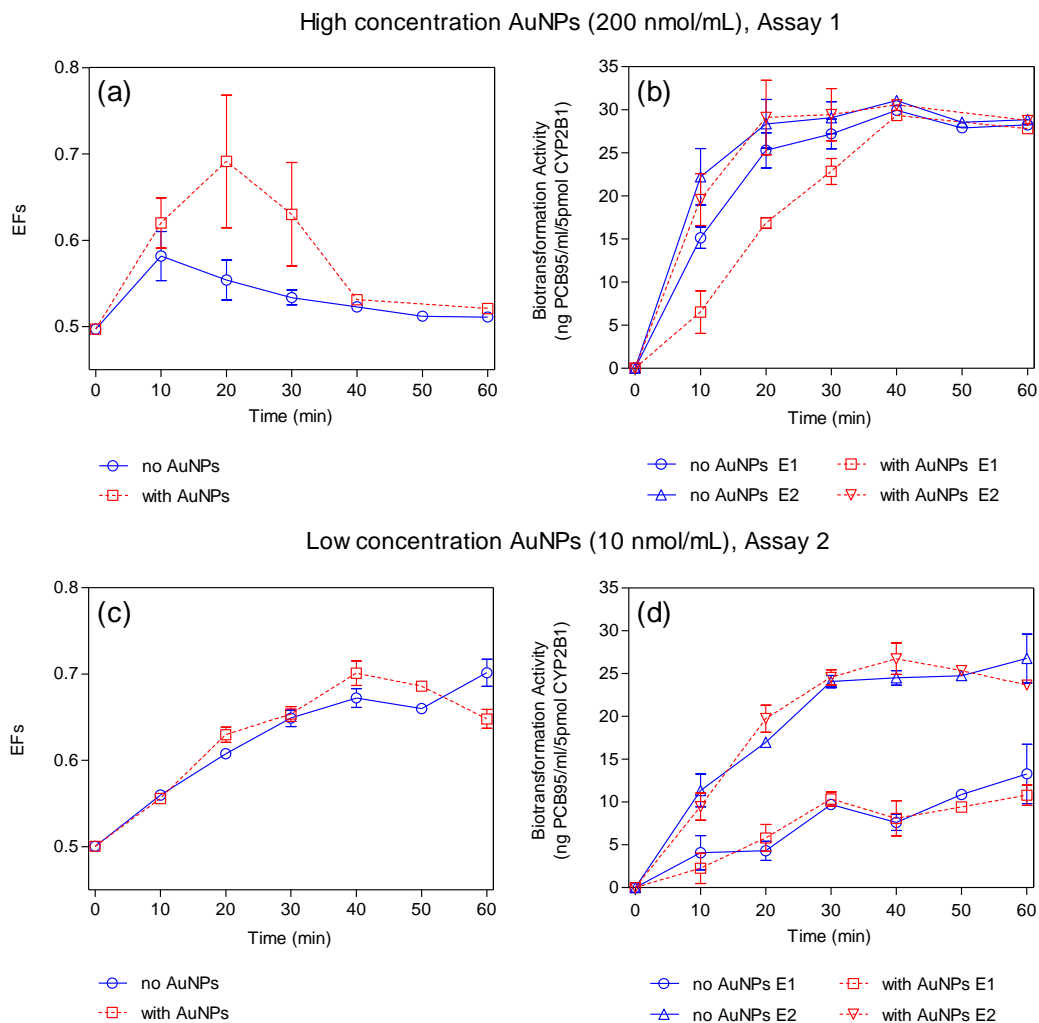 High concentration AuNPs (200 nmol/mL), Assay 1
(a)
EFs
0.8
0.7
0.6
0.5
0 10 20 30 40 50 60
Time (min)
no AuNPs
with AuNPs
(b)
Biotransformation Activity
(ng PCB95/ml/5pmol CYP2B1)
35
30
25
20
15
10
5
0
0 10 20 30 40 50 60
Time (min)
no AuNPs E1
with AuNPs E1
no AuNPs E2
with AuNPs E2
Low concentration AuNPs (10 nmol/mL), Assay 2
(c)
EFs
0.8
0.7
0.6
0.5
0 10 20 30 40 50 60
Time (min)
no AuNPs
with AuNPs
(d)
Biotransformation Activity
(ng PCB95/ml/5pmol CYP2B1)
35
30
25
20
15
10
5
0
0 10 20 30 40 50 60
Time (min)
no AuNPs E1
with AuNPs E1
no AuNPs E2
with AuNPs E2